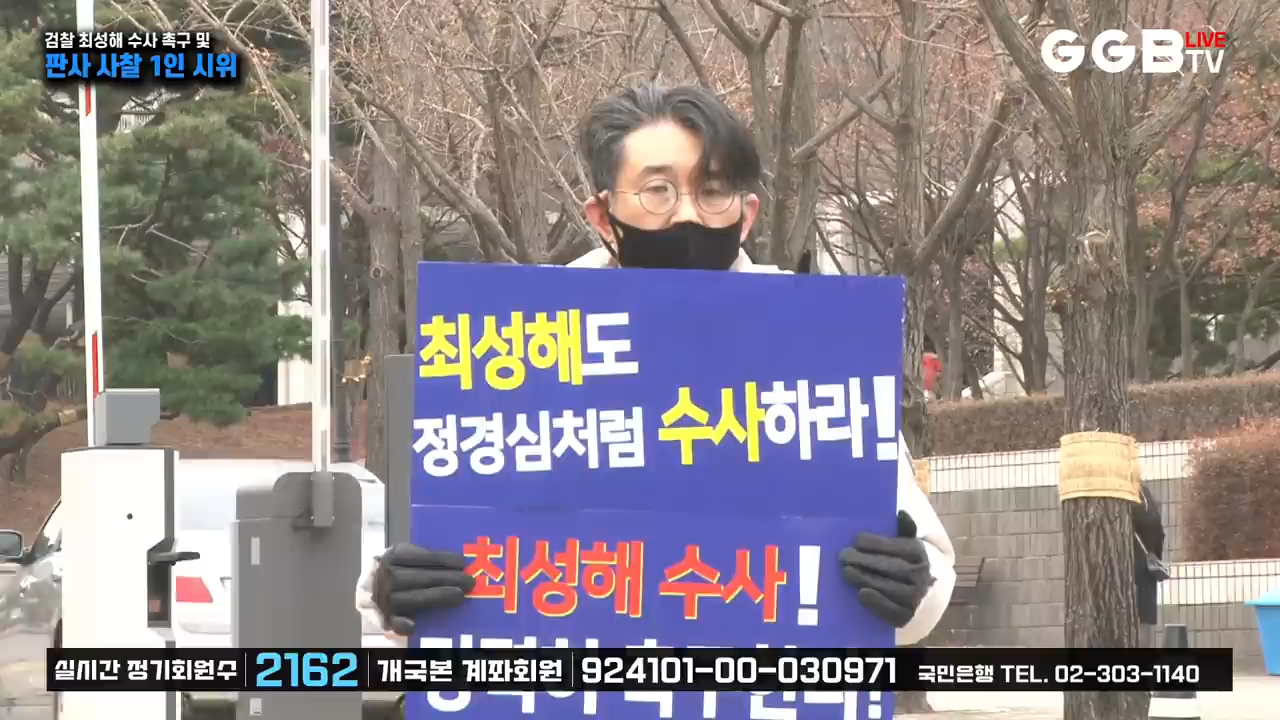 검찰 최성해 수사 촉구 및
판사 사찰 1인 시위
GGB LIVE TV
최성해도
정경심처럼 수사하라!
최성해 수사!
실시간 정기회원수 2162 개국본 계좌회원 924101-00-030971 국민은행 TEL. 02-303-1140